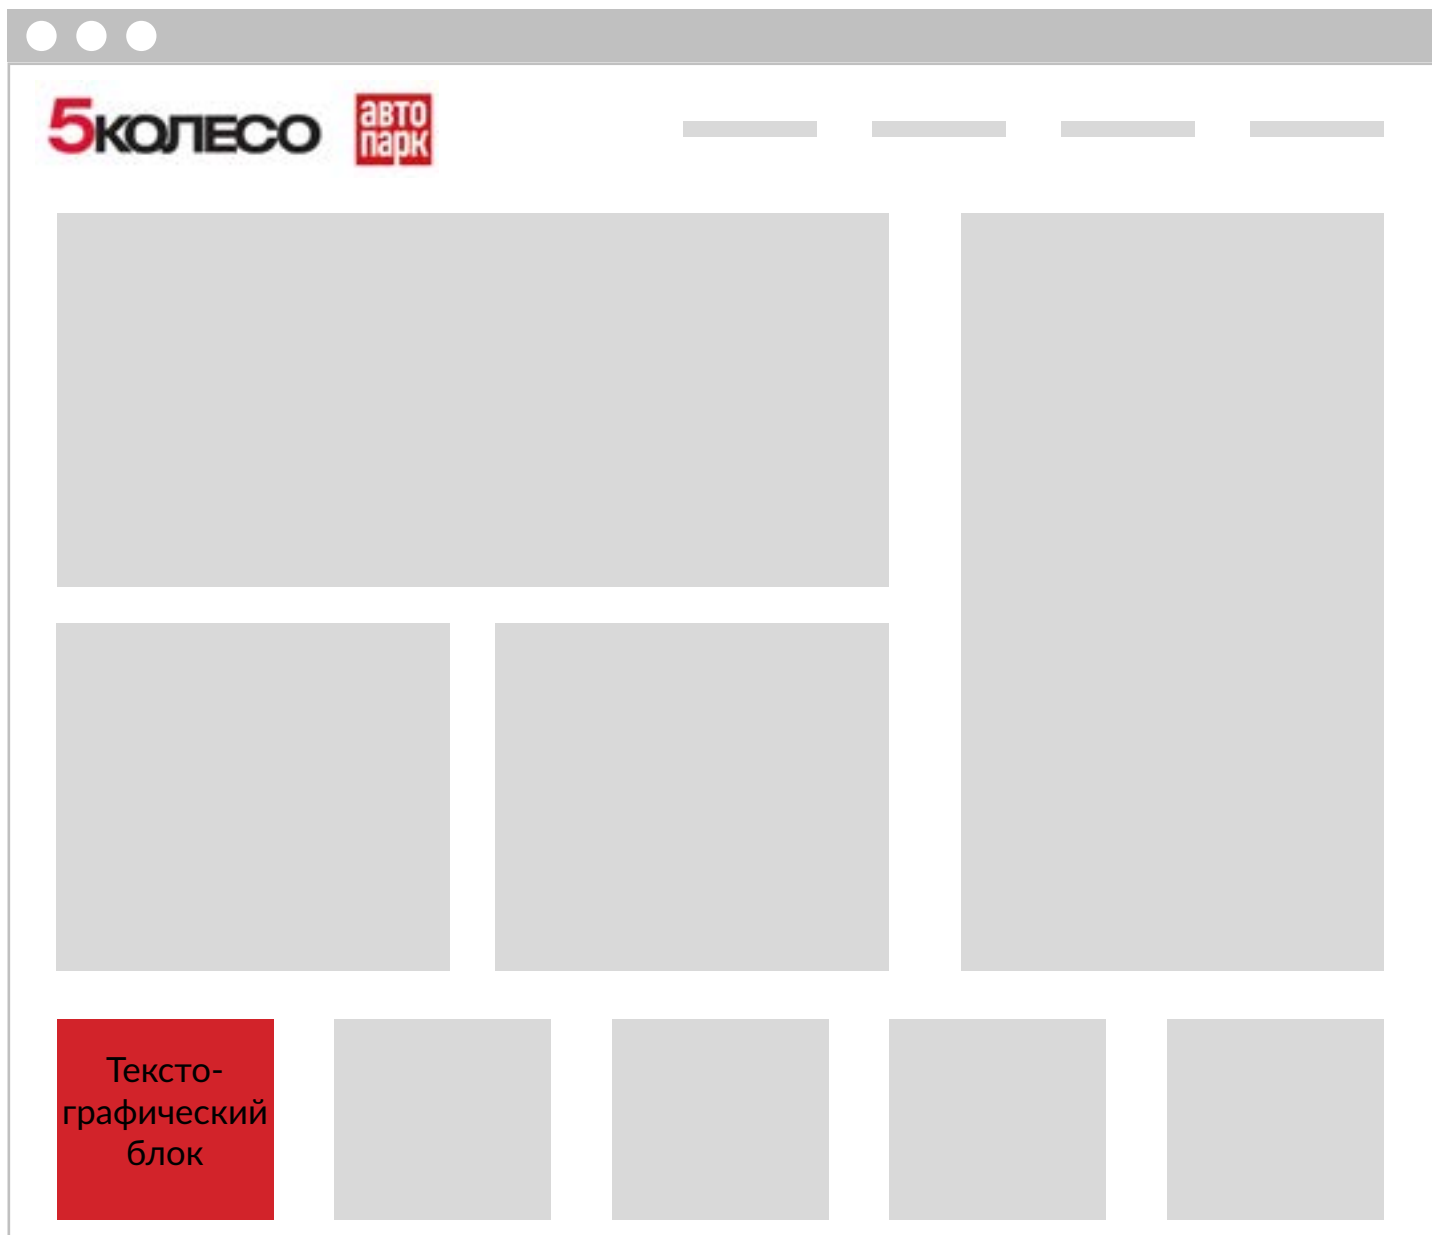 5КОЛЕСО
авто
парк
Тексто-
графический
блок